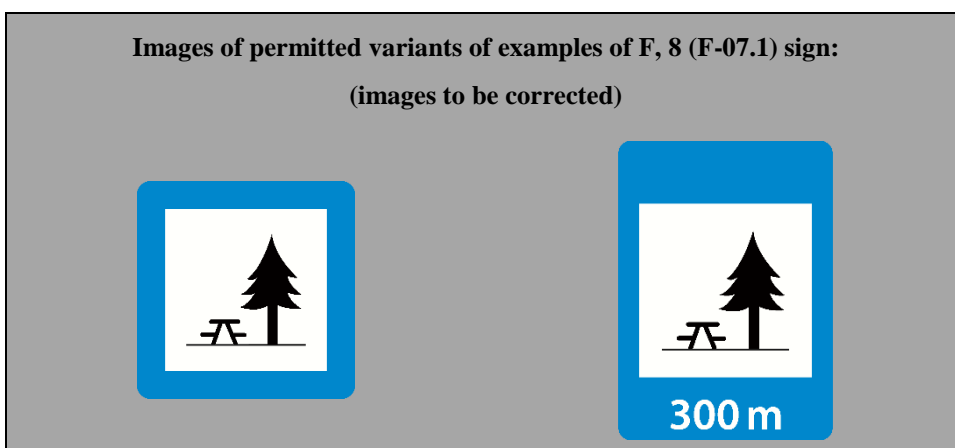 Images of permitted variants of examples of F, 8 (F-07.1) sign:
(images to be corrected)
300 m